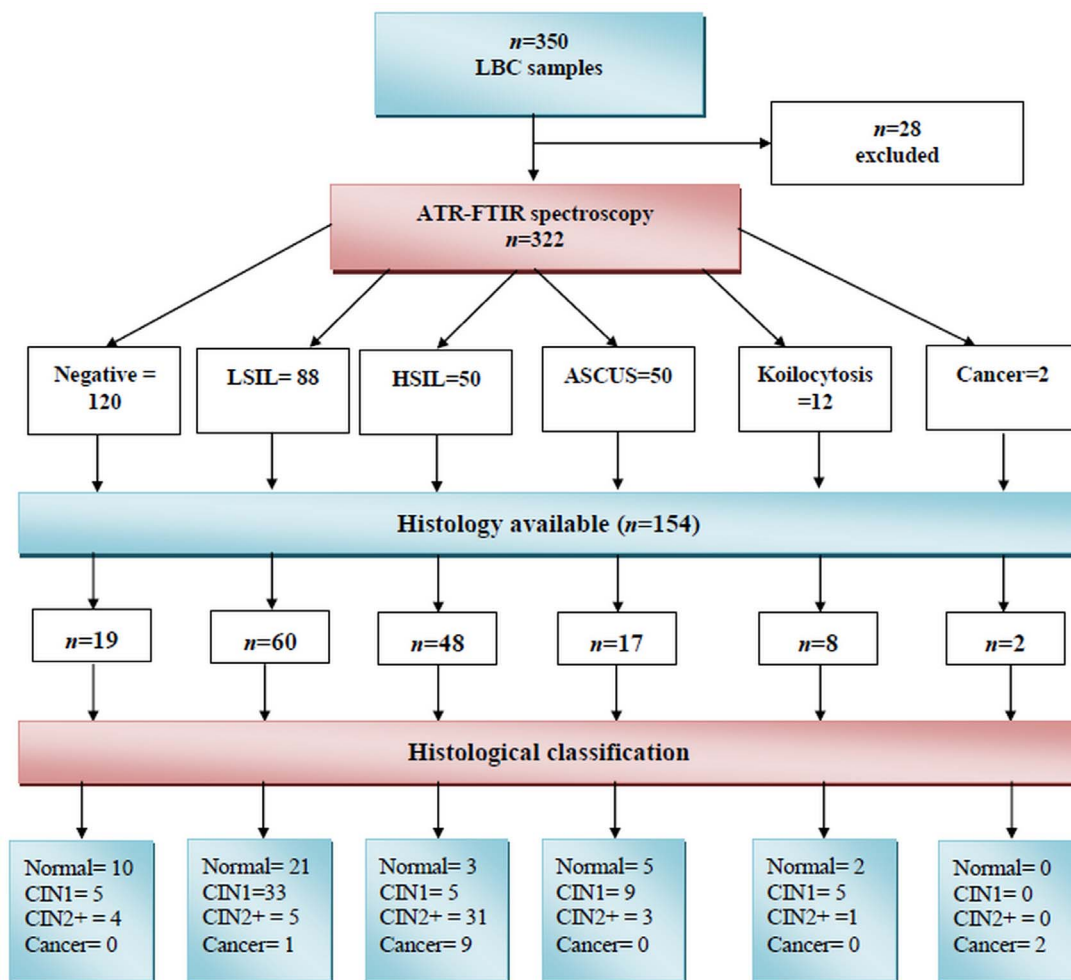 n=350
LBC samples
n=28
excluded
ATR-FTIR spectroscopy
n=322
Negative =
120
LSIL= 88
HSIL=50
ASCUS=50
Koilocytosis
=12
Cancer=2
Histology available (n=154)
n=19
n=60
n=48
n=17
n=8
n=2
Histological classification
Normal= 10
CIN1= 5
CIN2+ = 4
Cancer= 0
Normal= 21
CIN1=33
CIN2+ = 5
Cancer= 1
Normal= 3
CIN1= 5
CIN2+ = 31
Cancer= 9
Normal= 5
CIN1= 9
CIN2+ = 3
Cancer= 0
Normal= 2
CIN1= 5
CIN2+ =1
Cancer= 0
Normal= 0
CIN1= 0
CIN2+ = 0
Cancer= 2